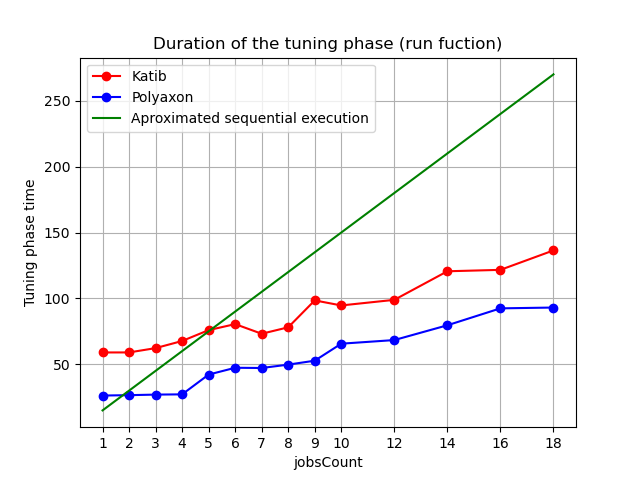 Duration of the tuning phase (run fuction)
Katib
Polyaxon
Aproximated sequential execution
Tuning phase time
250
200
150
100
50
1 2 3 4 5 6 7 8 9 10 12 14 16 18
jobsCount